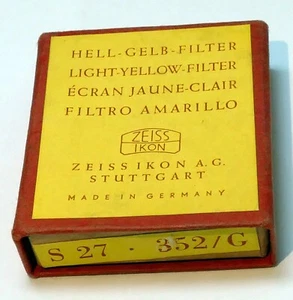 HELL-GELB-FILTER
LIGHT-YELLOW-FILTER
ÉCRAN JAUNE-CLAIR
FILTRO AMARILLO
ZEISS
IKON
ZEISS IKON A.G.
STUTTGART
MADE IN GERMANY
S 27 · 352/G